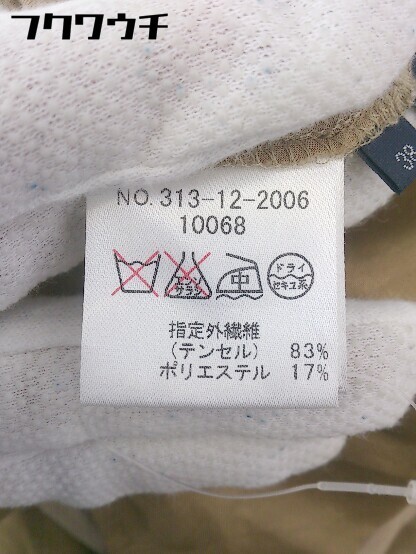 フクワウチ
38
NO.313-12-2006
10068
エンソ
サラシ
ドライ
セキユ系
指定外繊維
(テンセル) 83%
ポリエステル 17%